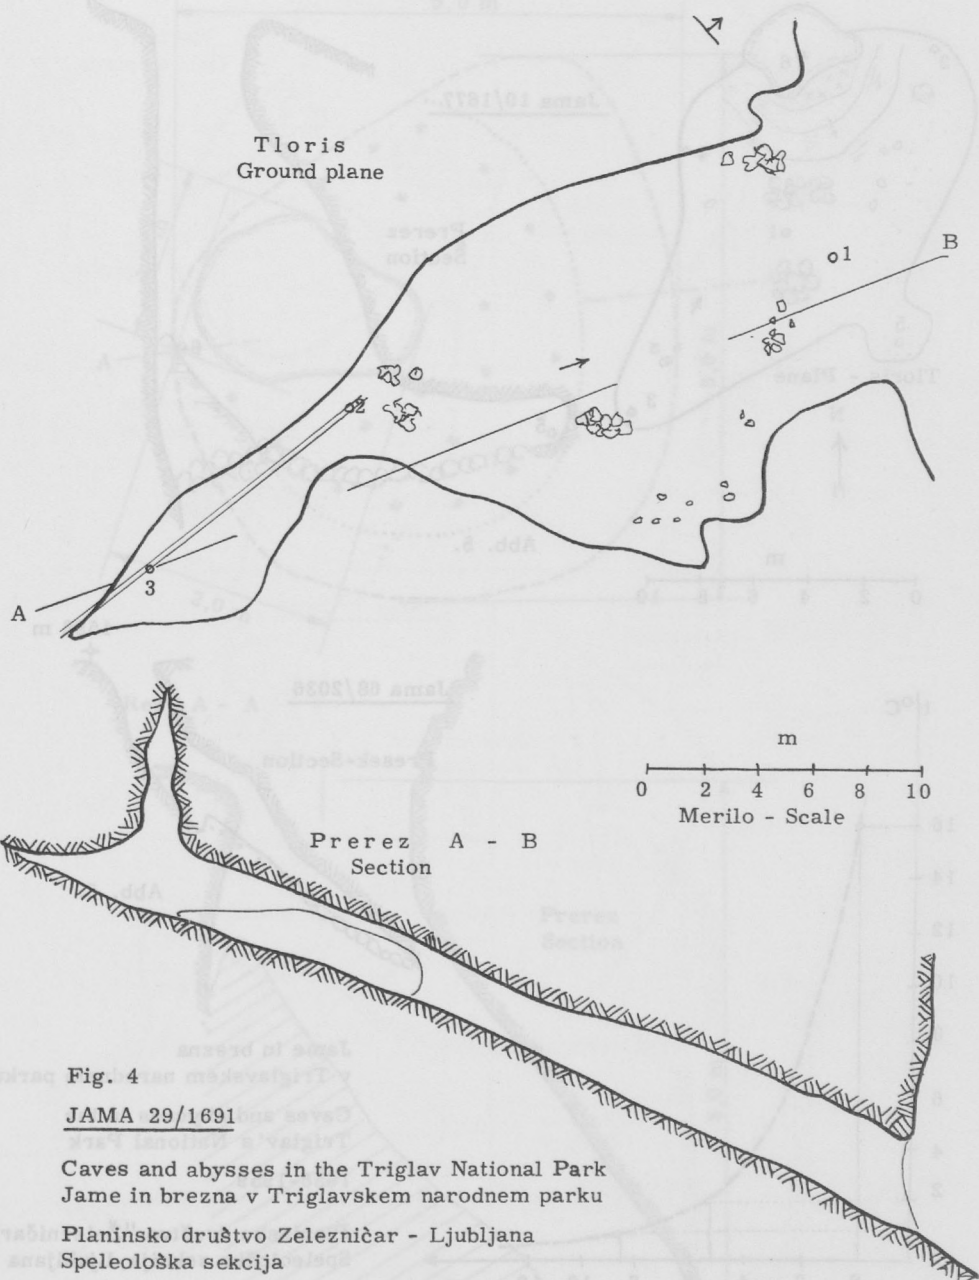 Tloris
Ground plane
1
B
2
3
A
m
0 2 4 6 8 10
Merilo - Scale
Prerez A - B
Section
Fig. 4
JAMA 29/1691
Caves and abysses in the Triglav National Park
Jame in brezna v Triglavskem narodnem parku
Planinsko društvo Zelezničar - Ljubljana
Speleološka sekcija